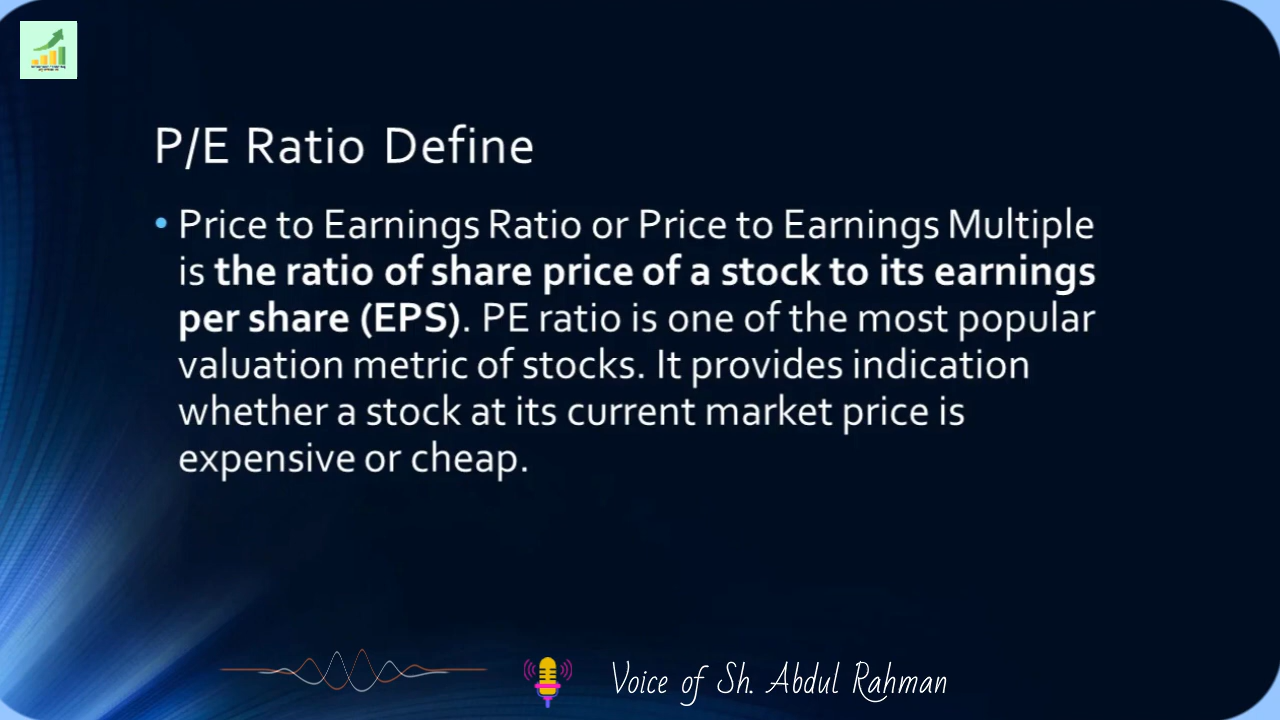 P/E Ratio Define
• Price to Earnings Ratio or Price to Earnings Multiple
is the ratio of share price of a stock to its earnings
per share (EPS). PE ratio is one of the most popular
valuation metric of stocks. It provides indication
whether a stock at its current market price is
expensive or cheap.
Voice of Sh. Abdul Rahman